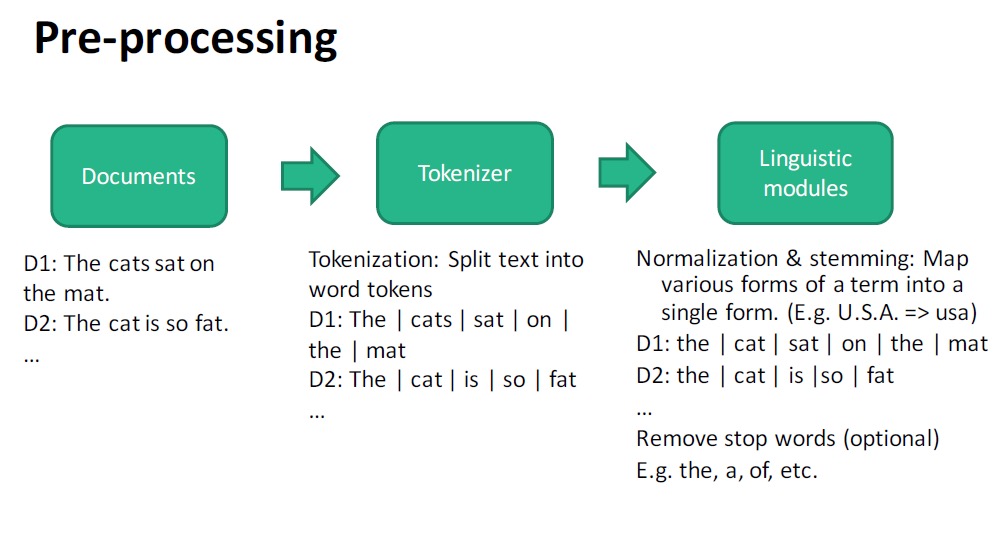 Pre-processing
Documents
Tokenizer
Linguistic
modules
D1: The cats sat on
the mat.
D2: The cat is so fat.
...
Tokenization: Split text into
word tokens
D1: The | cats | sat | on |
the | mat
D2: The | cat | is | so | fat
...
Normalization & stemming: Map
various forms of a term into a
single form. (E.g. U.S.A. => usa)
D1: the | cat | sat | on | the | mat
D2: the | cat | is |so | fat
...
Remove stop words (optional)
E.g. the, a, of, etc.